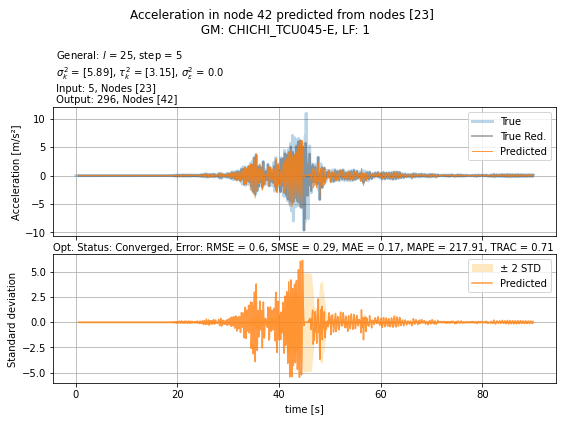 Acceleration in node 42 predicted from nodes [23]
GM: CHICHI_TCU045-E, LF: 1
General: l = 25, step = 5
σ²ₖ = [5.89], τ²ₖ = [3.15], σ²ε = 0.0
Input: 5, Nodes [23]
Output: 296, Nodes [42]
Acceleration [m/s²]
10
5
0
−5
−10
True
True Red.
Predicted
Opt. Status: Converged, Error: RMSE = 0.6, SMSE = 0.29, MAE = 0.17, MAPE = 217.91, TRAC = 0.71
Standard deviation
5.0
2.5
0.0
−2.5
−5.0
± 2 STD
Predicted
0 20 40 60 80
time [s]